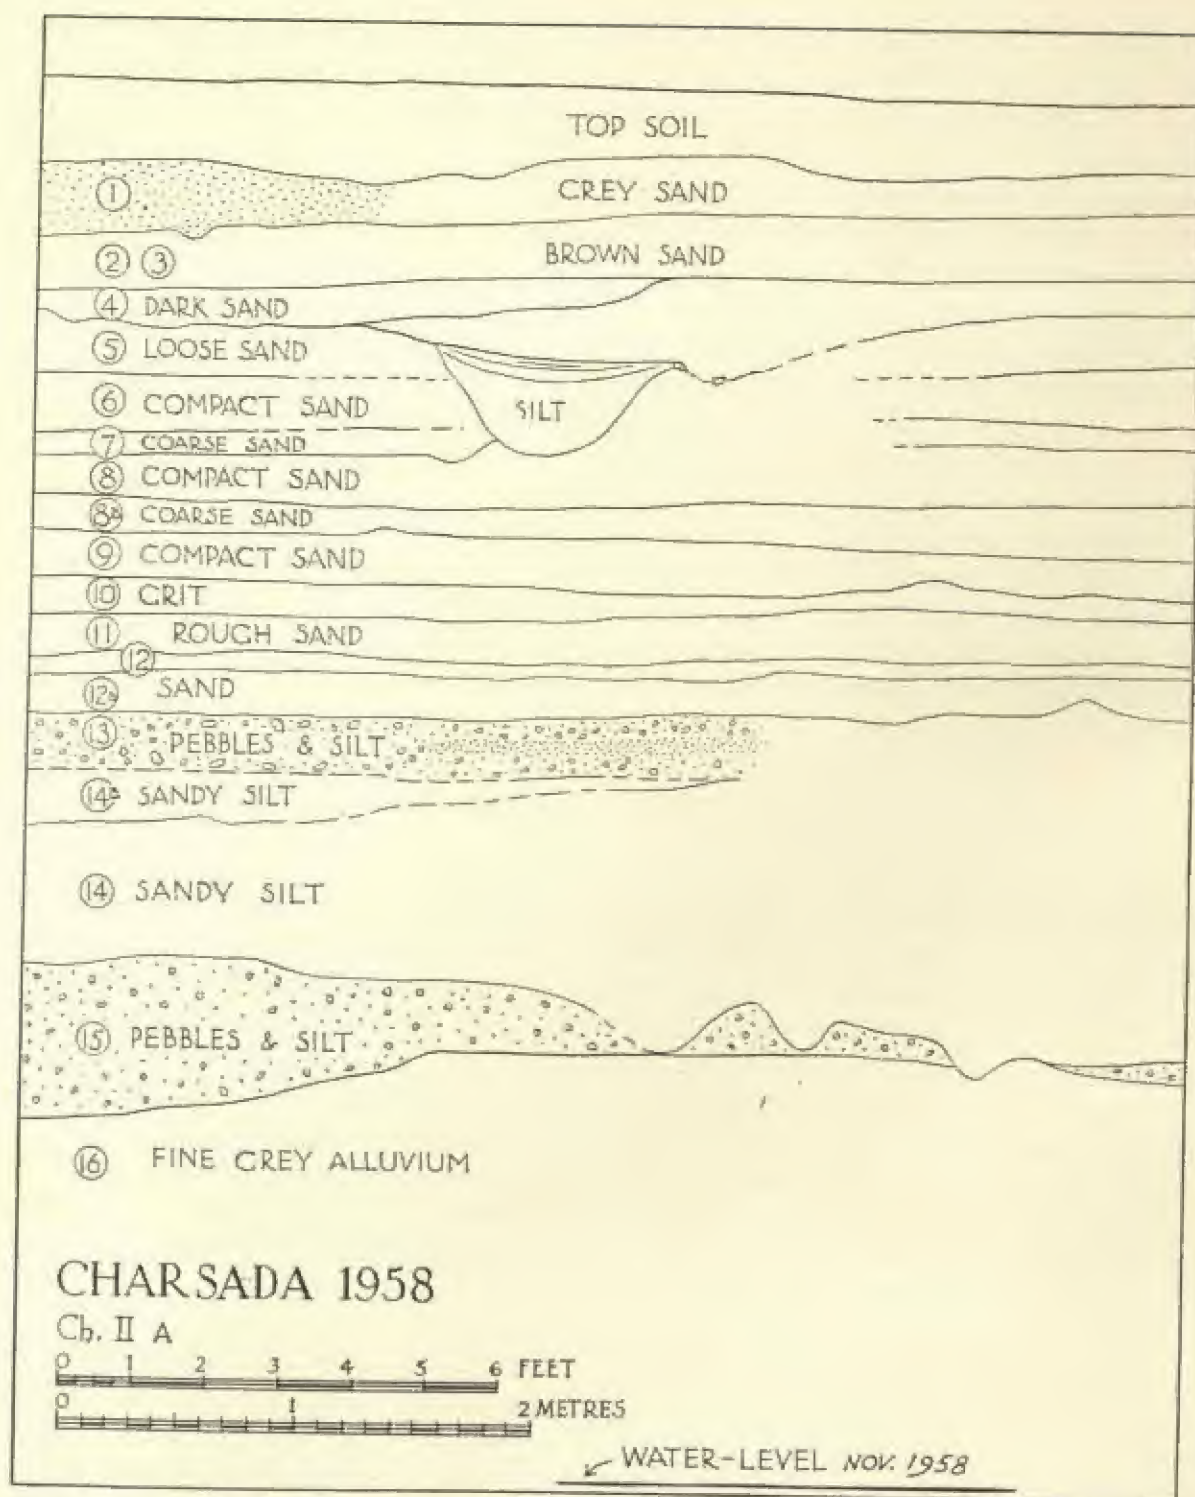 TOP SOIL
① GREY SAND
② ③ BROWN SAND
④ DARK SAND
⑤ LOOSE SAND
⑥ COMPACT SAND
SILT
⑦ COARSE SAND
⑧ COMPACT SAND
8a COARSE SAND
⑨ COMPACT SAND
⑩ GRIT
⑪ ROUGH SAND
⑫
12a SAND
⑬ PEBBLES & SILT
14a SANDY SILT
⑭ SANDY SILT
⑮ PEBBLES & SILT
⑯ FINE GREY ALLUVIUM
CHARSADA 1958
Ch. II A
0 1 2 3 4 5 6 FEET
0 1 2 METRES
WATER-LEVEL NOV. 1958